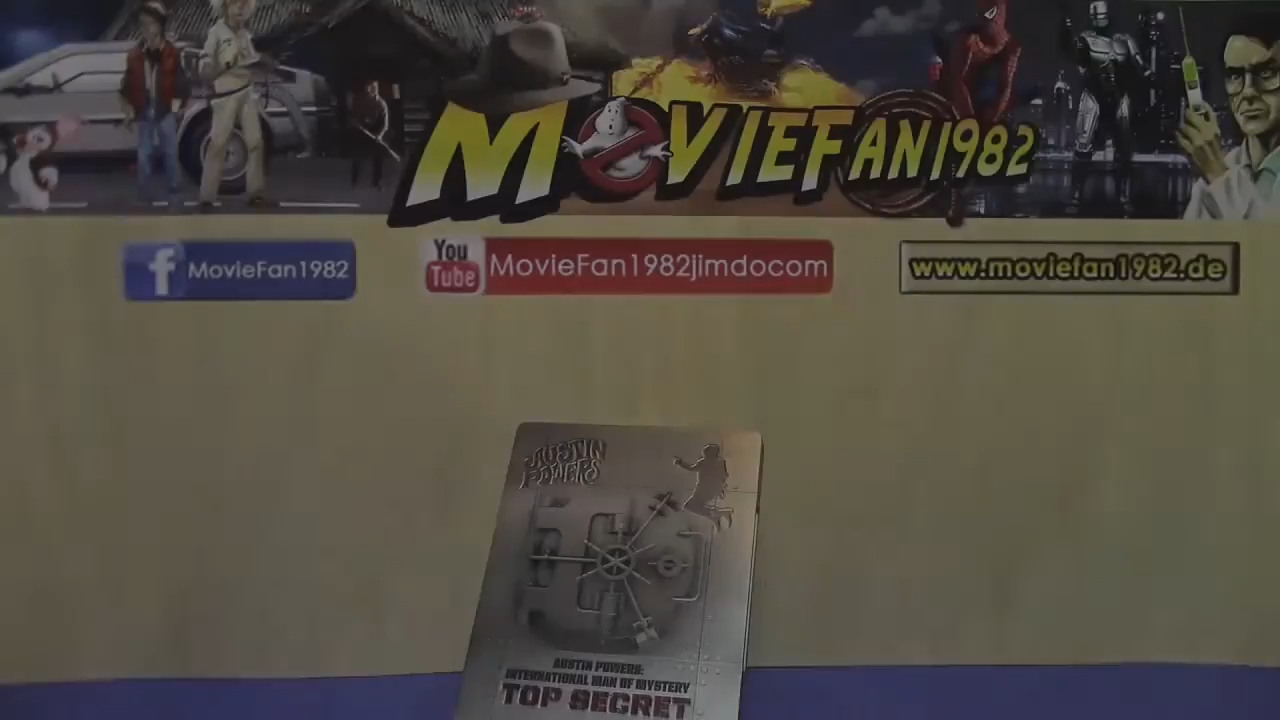 MOVIEFAN1982
f MovieFan1982
You
Tube MovieFan1982jimdocom
www.moviefan1982.de
AUSTIN
POWERS
AUSTIN POWERS:
INTERNATIONAL MAN OF MYSTERY
TOP SECRET